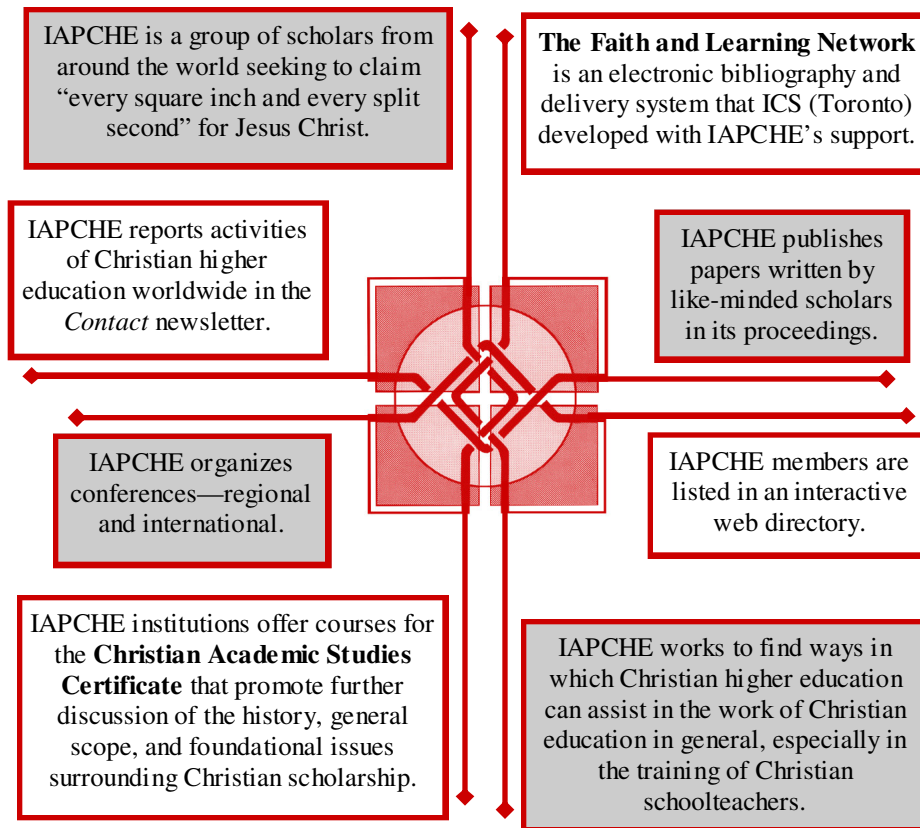 IAPCHE is a group of scholars from
around the world seeking to claim
“every square inch and every split
second” for Jesus Christ.
The Faith and Learning Network
is an electronic bibliography and
delivery system that ICS (Toronto)
developed with IAPCHE’s support.
IAPCHE reports activities
of Christian higher
education worldwide in the
Contact newsletter.
IAPCHE publishes
papers written by
like-minded scholars
in its proceedings.
IAPCHE organizes
conferences—regional
and international.
IAPCHE members are
listed in an interactive
web directory.
IAPCHE institutions offer courses for
the Christian Academic Studies
Certificate that promote further
discussion of the history, general
scope, and foundational issues
surrounding Christian scholarship.
IAPCHE works to find ways in
which Christian higher education
can assist in the work of Christian
education in general, especially in
the training of Christian
schoolteachers.